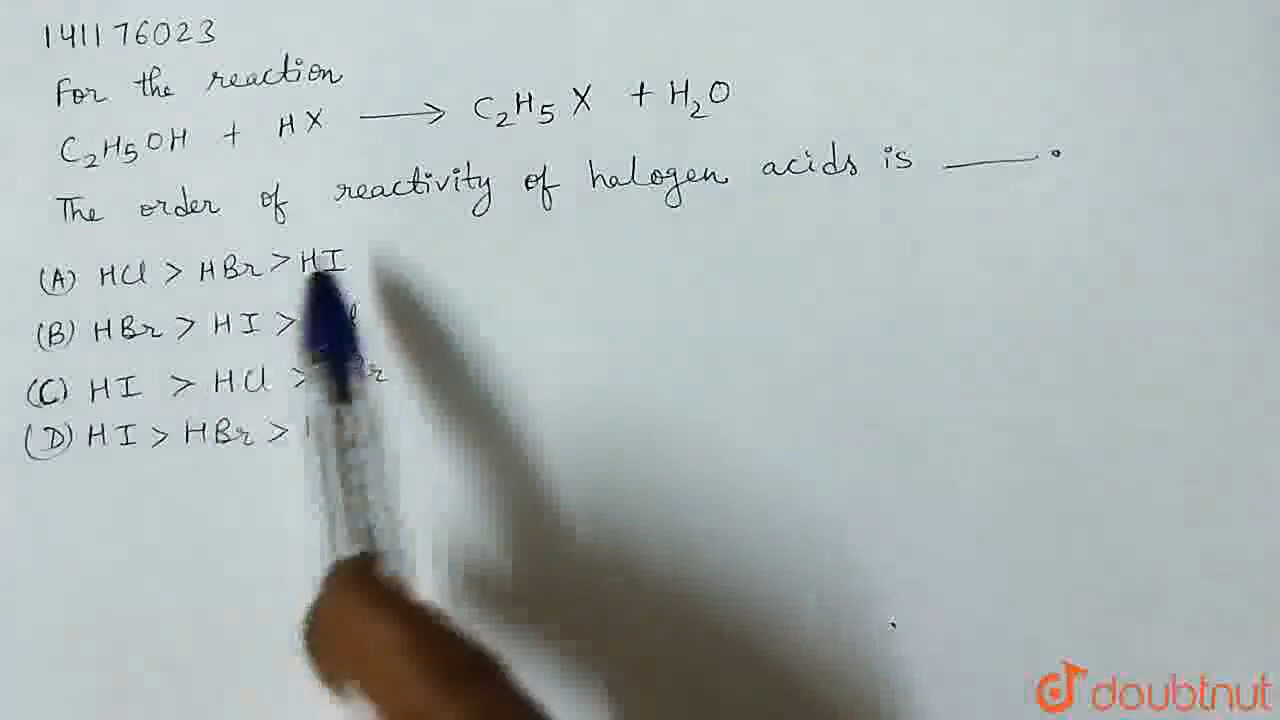 141176023
For the reaction
C₂H₅OH + HX ⟶ C₂H₅X + H₂O
The order of reactivity of halogen acids is ——.
(A) HCl > HBr > HI
(B) HBr > HI >
(C) HI > HCl >
(D) HI > HBr >
doubtnut